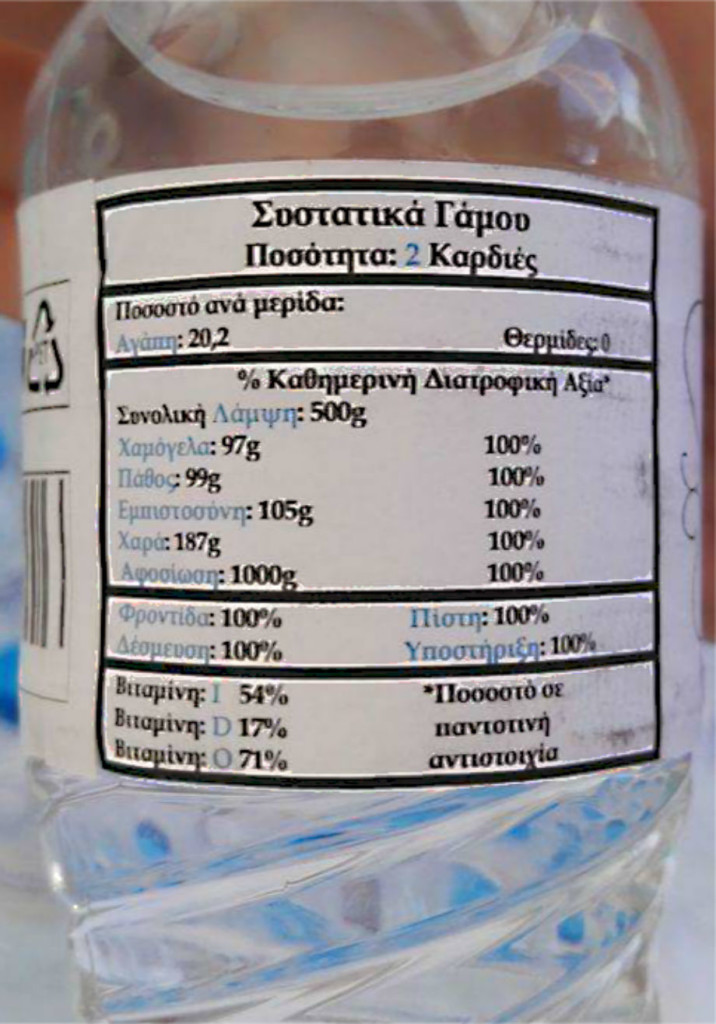 Συστατικά Γάμου
Ποσότητα: 2 Καρδιές
Ποσοστό ανά μερίδα:
Αγάπη: 20,2 Θερμίδες: 0
% Καθημερινή Διατροφική Αξία*
Συνολική Λάμψη: 500g
Χαμόγελα: 97g 100%
Πάθος: 99g 100%
Εμπιστοσύνη: 105g 100%
Χαρά: 187g 100%
Αφοσίωση: 1000g 100%
Φροντίδα: 100% Πίστη: 100%
Δέσμευση: 100% Υποστήριξη: 100%
Βιταμίνη: I 54% *Ποσοστό σε
Βιταμίνη: D 17% παντοτινή
Βιταμίνη: O 71% αντιστοιχία